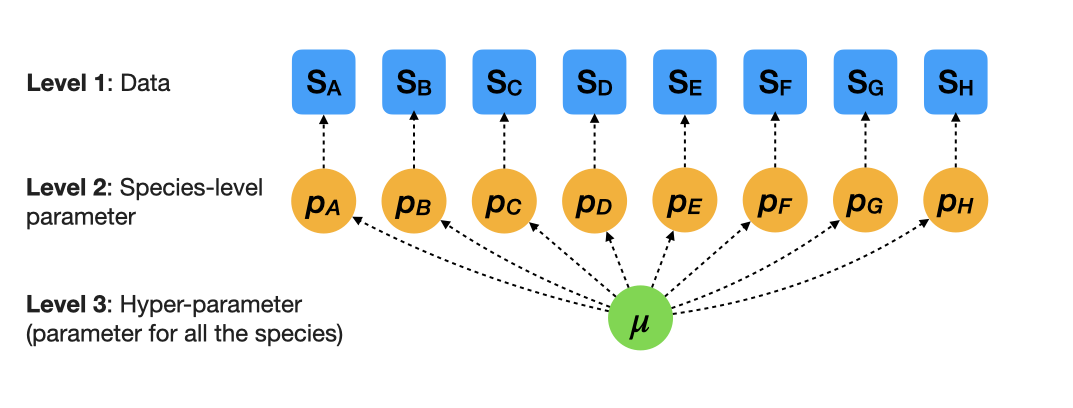 Level 1: Data
S_A S_B S_C S_D S_E S_F S_G S_H
Level 2: Species-level
parameter
p_A p_B p_C p_D p_E p_F p_G p_H
Level 3: Hyper-parameter
(parameter for all the species)
μ